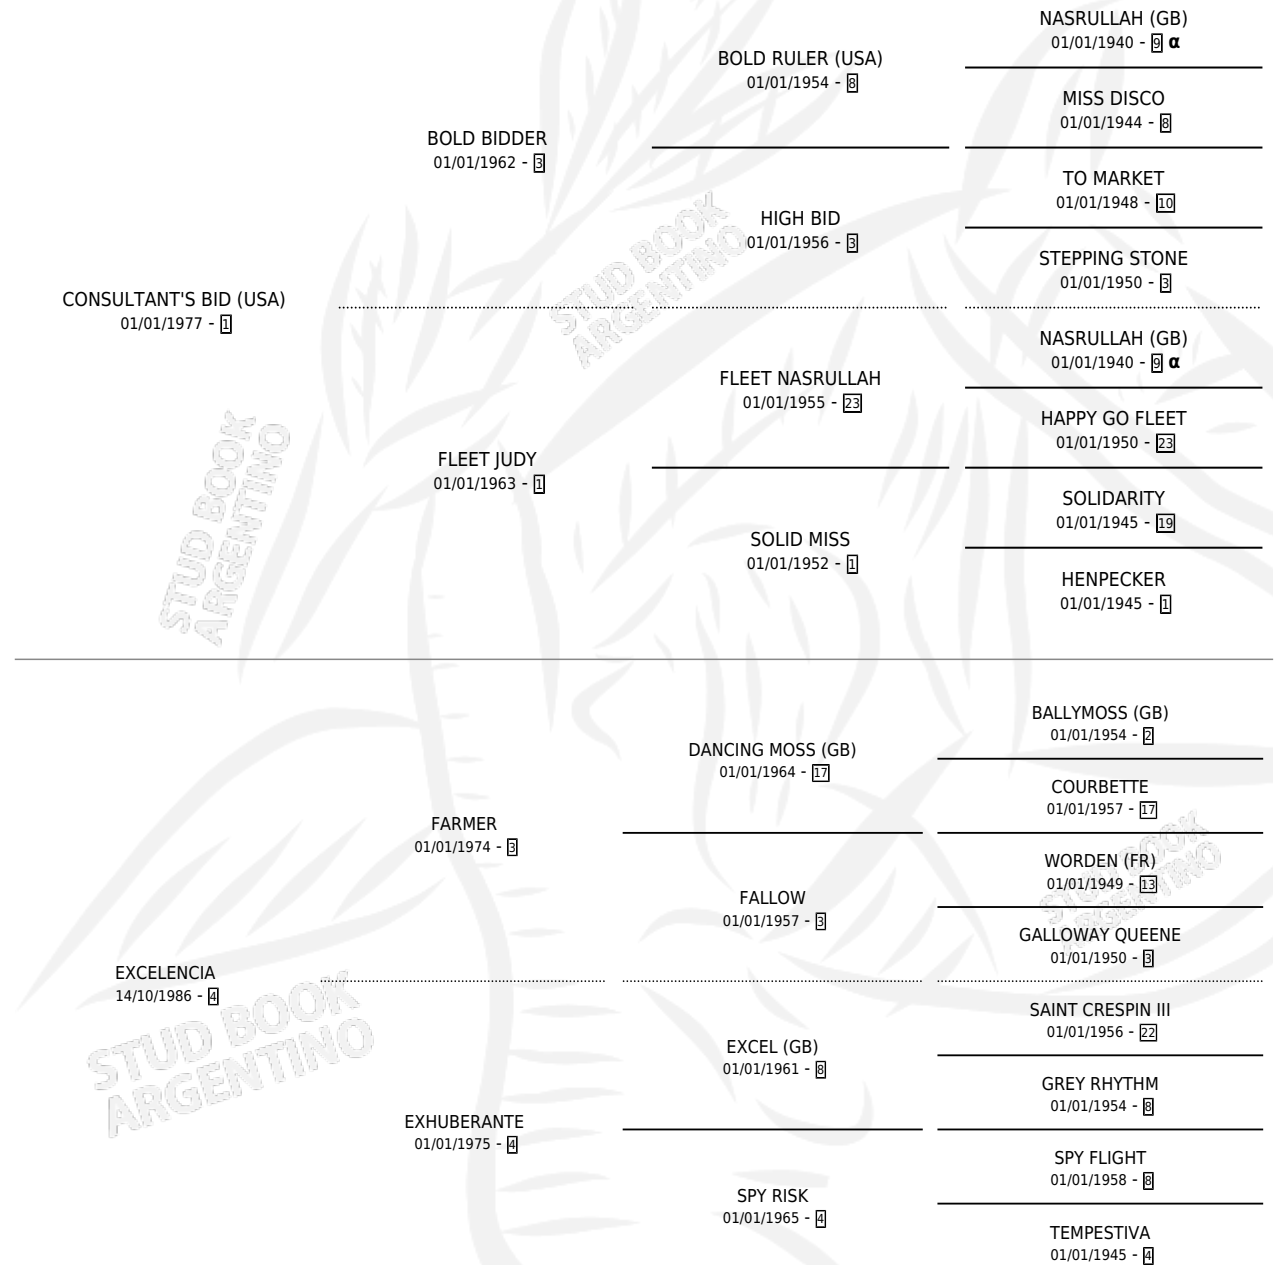 NASRULLAH (GB)
01/01/1940 - 9 α
BOLD RULER (USA)
01/01/1954 - 8
MISS DISCO
01/01/1944 - 8
BOLD BIDDER
01/01/1962 - 3
TO MARKET
01/01/1948 - 10
HIGH BID
01/01/1956 - 3
STEPPING STONE
01/01/1950 - 3
CONSULTANT'S BID (USA)
01/01/1977 - 1
NASRULLAH (GB)
01/01/1940 - 9 α
FLEET NASRULLAH
01/01/1955 - 23
HAPPY GO FLEET
01/01/1950 - 23
FLEET JUDY
01/01/1963 - 1
SOLIDARITY
01/01/1945 - 19
SOLID MISS
01/01/1952 - 1
HENPECKER
01/01/1945 - 1
BALLYMOSS (GB)
01/01/1954 - 2
DANCING MOSS (GB)
01/01/1964 - 17
COURBETTE
01/01/1957 - 17
FARMER
01/01/1974 - 3
WORDEN (FR)
01/01/1949 - 13
FALLOW
01/01/1957 - 3
GALLOWAY QUEENE
01/01/1950 - 3
EXCELENCIA
14/10/1986 - 4
SAINT CRESPIN III
01/01/1956 - 22
EXCEL (GB)
01/01/1961 - 8
GREY RHYTHM
01/01/1954 - 8
EXHUBERANTE
01/01/1975 - 4
SPY FLIGHT
01/01/1958 - 8
SPY RISK
01/01/1965 - 4
TEMPESTIVA
01/01/1945 - 4
STUD BOOK
ARGENTINO
STUD BOOK
ARGENTINO
STUD BOOK
ARGENTINO
STUD BOOK
ARGENTINO